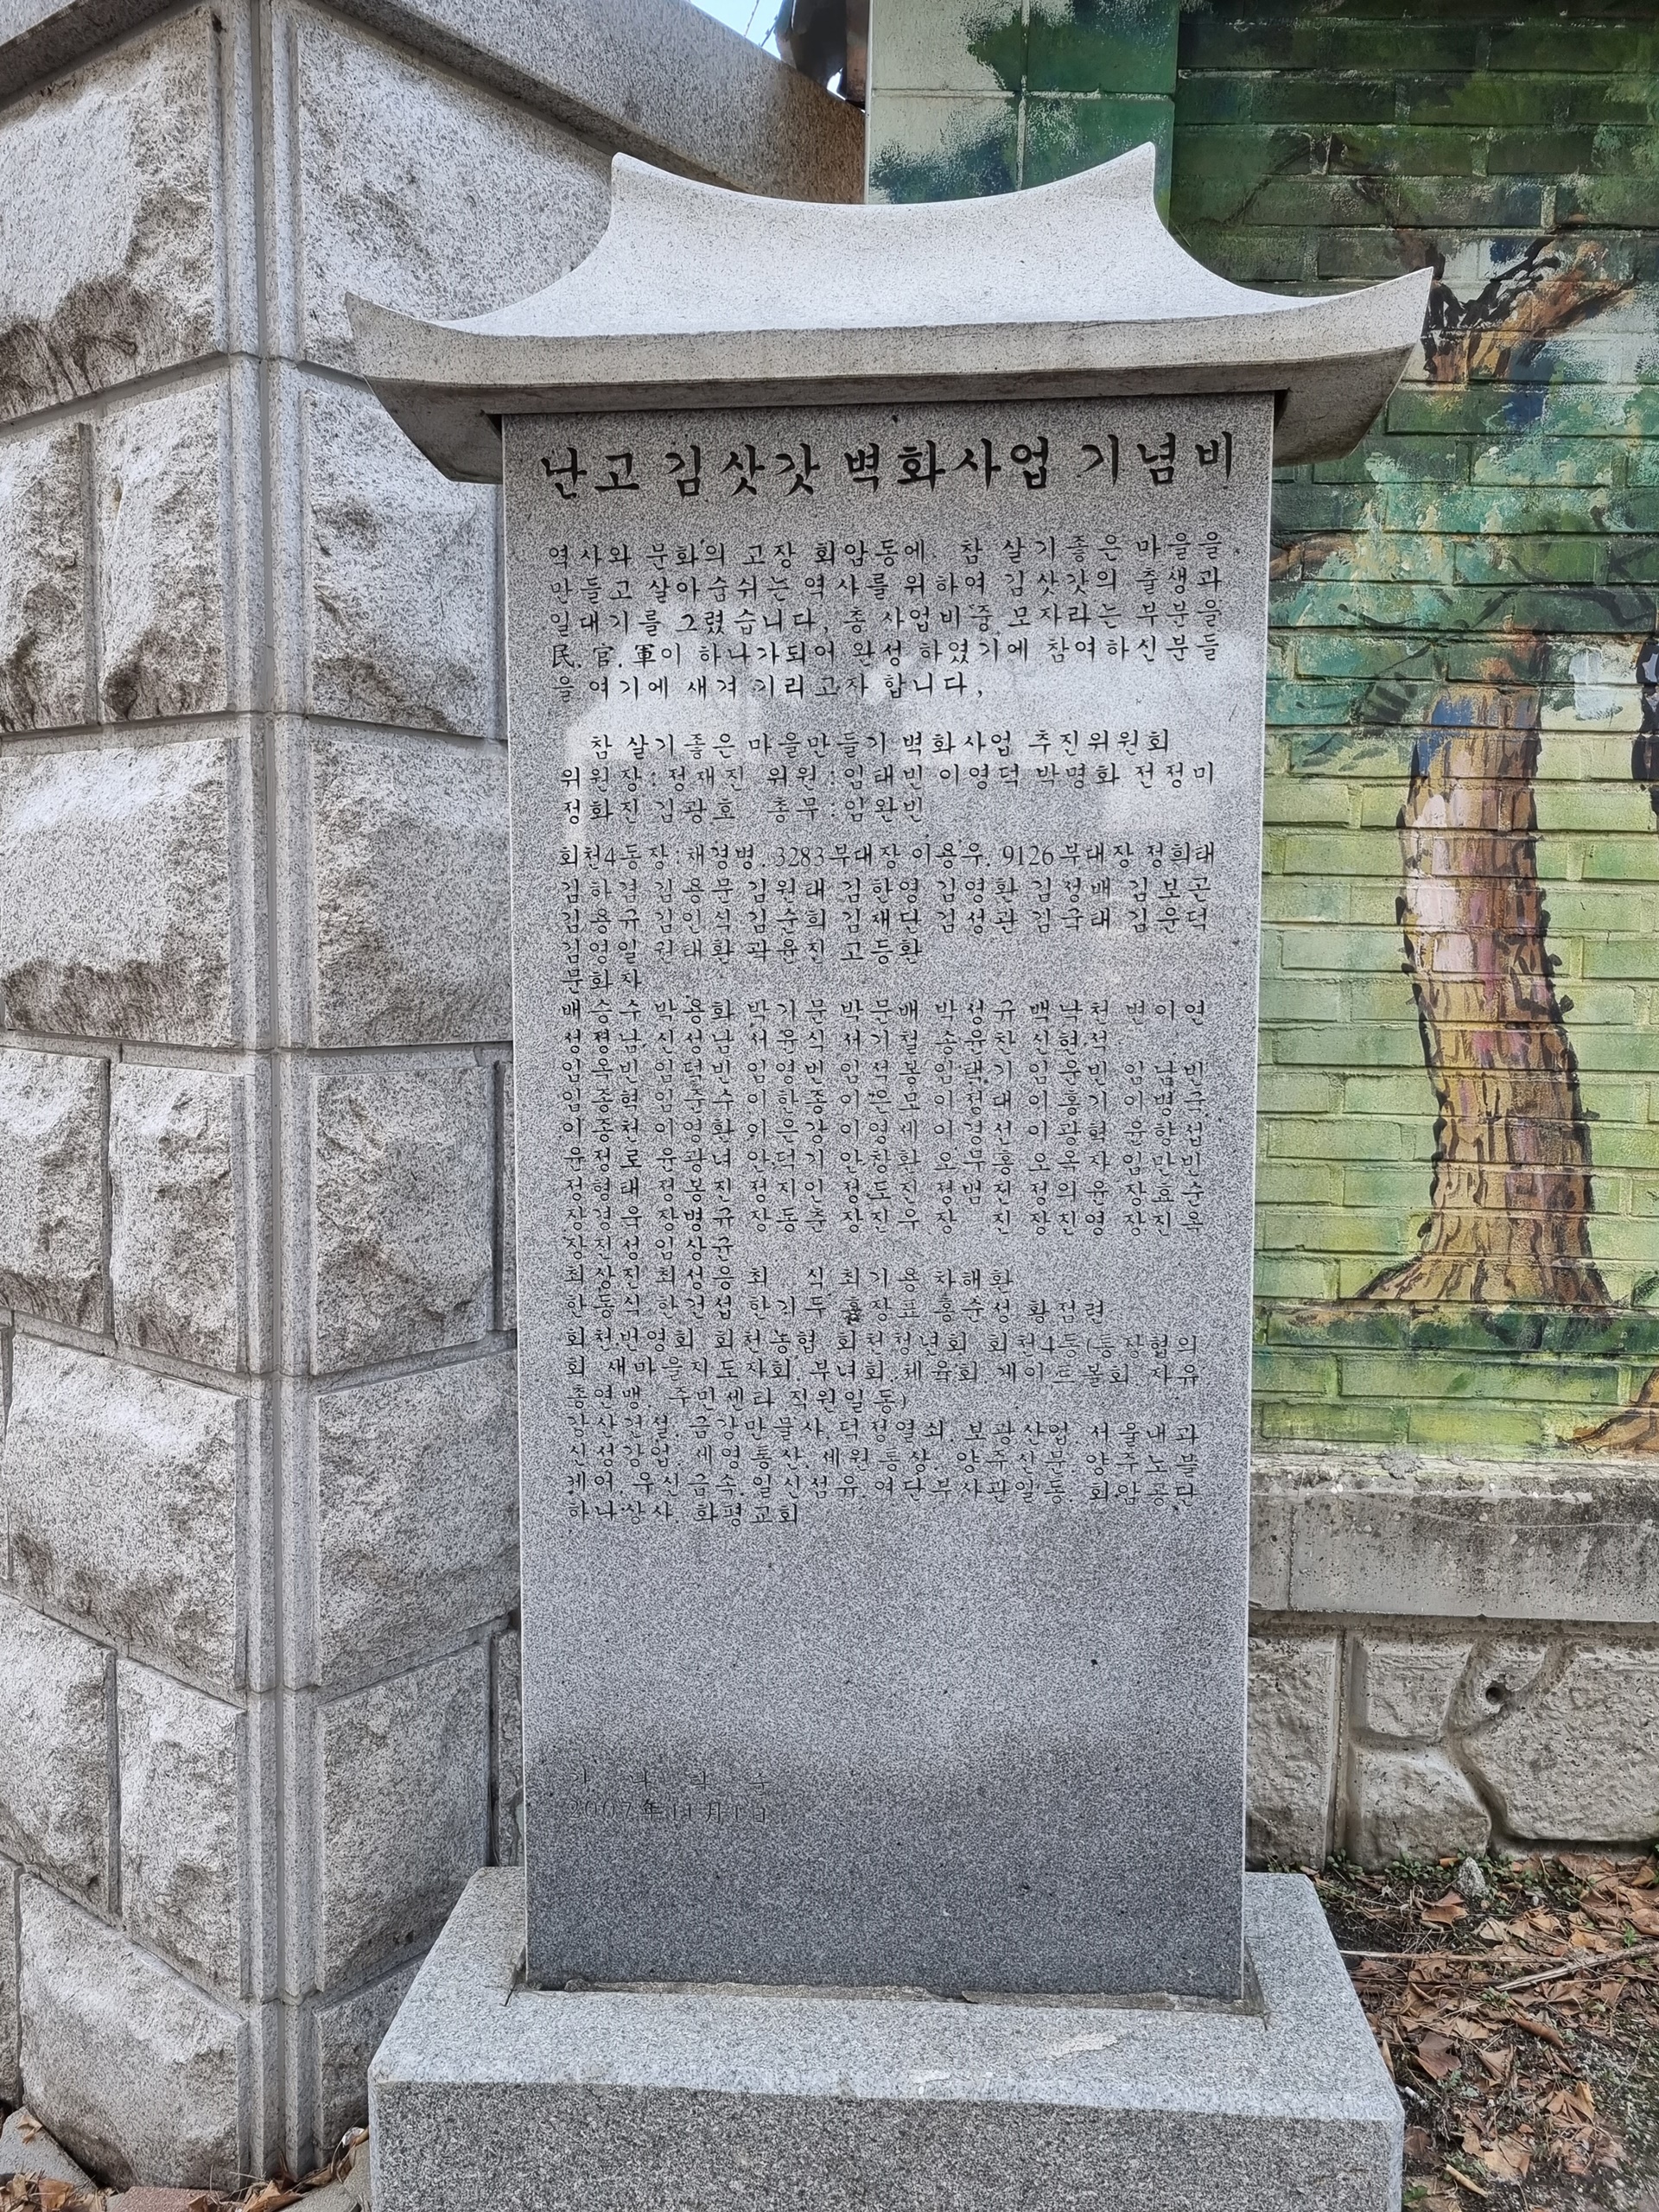 난고 김삿갓 벽화사업 기념비
역사와 문화의 고장 회암동에. 참 살기좋은 마을을
만들고 살아숨쉬는 역사를 위하여 김삿갓의 출생과
일대기를 그렸습니다, 총 사업비중 모자라는 부분을
民. 官. 軍이 하나가되어 완성 하였기에 참여하신분들
을 여기에 새겨 기리고자 합니다,
참 살기좋은 마을만들기 벽화사업 추진위원회
위원장:정재진 위원:임태빈 이영덕 박명화 전정미
정화진 김광호 총무:임완빈
회천4동장:채경병. 3283부대장 이용우. 9126부대장 정희태
김하겸 김용문 김원태 김한영 김영환 김정배 김보곤
김용규 김인식 김순희 김재단 김성관 김국태 김운덕
김영일 권태환 곽윤진 고등환
문화자
배승수 박용화 박기문 박문배 박성규 백낙천 변이연
성평남 신성남 서윤식 서기철 송윤찬 신현석
임옥빈 임덕빈 임영빈 임석봉 임택기 임운빈 임남빈
임종혁 임준수 이한종 이은모 이정대 이홍기 이병국
이종천 이영환 이은강 이영세 이경선 이광혁 윤향섭
윤정로 윤광녀 안덕기 안창환 오무흥 오옥자 임만빈
정형태 정봉진 정지인 정도진 정범진 정의윤 장효순
장경욱 장병규 장동춘 장진우 장 진 장진영 장진옥
장진성 임상균
최상진 최성응 최 식 최기용 차해환
한동식 한건섭 한기두 홍장표 홍순성 황점련
회천번영회 회천농협 회천청년회 회천4동(통장협의
회 새마을지도자회. 부녀회. 체육회. 게이트볼회. 자유
총연맹. 주민센타 직원일동)
강산건설. 금강만물사. 덕정열쇠. 보광산업. 서울내과
신성강업. 세영통산. 세원통상. 양주신문. 양주노블
케어. 우신금속. 일신섬유. 여단부사관일동. 회암공단
하나상사. 화평교회
2007年11月1日